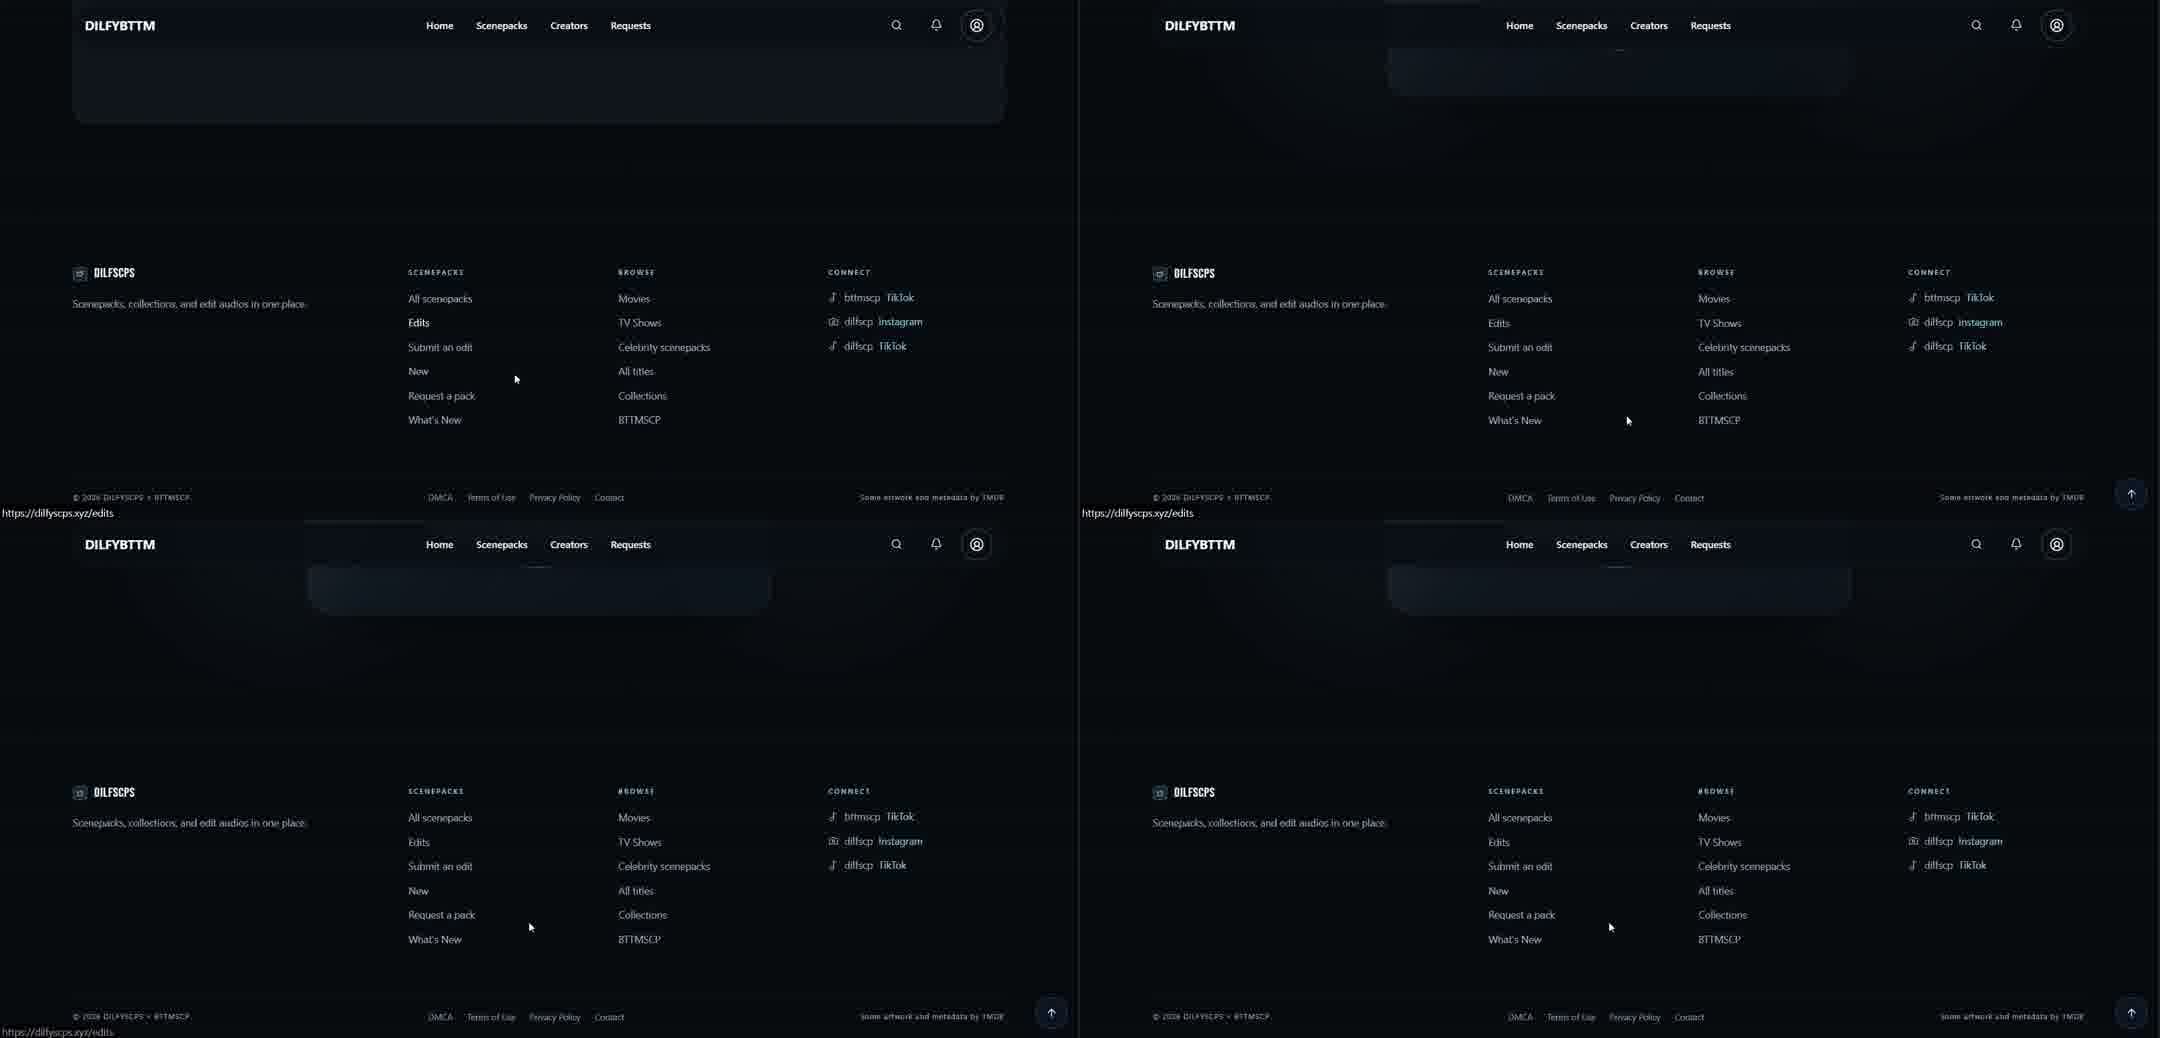 DILFYBTTM Home Scenepacks Creators Requests
DILFSCPS
Scenepacks, collections, and edit audios in one place.
SCENEPACKS
All scenepacks
Edits
Submit an edit
New
Request a pack
What's New
BROWSE
Movies
TV Shows
Celebrity scenepacks
All titles
Collections
BTTMSCP
CONNECT
bttmscp TikTok
dilfscp Instagram
dilfscp TikTok
© 2026 DILFYSCPS × BTTMSCP.
DMCA Terms of Use Privacy Policy Contact
Some artwork and metadata by TMDB
https://dilfyscps.xyz/edits
DILFYBTTM Home Scenepacks Creators Requests
DILFSCPS
Scenepacks, collections, and edit audios in one place.
SCENEPACKS
All scenepacks
Edits
Submit an edit
New
Request a pack
What's New
BROWSE
Movies
TV Shows
Celebrity scenepacks
All titles
Collections
BTTMSCP
CONNECT
bttmscp TikTok
dilfscp Instagram
dilfscp TikTok
© 2026 DILFYSCPS × BTTMSCP.
DMCA Terms of Use Privacy Policy Contact
Some artwork and metadata by TMDB
https://dilfyscps.xyz/edits
DILFYBTTM Home Scenepacks Creators Requests
DILFSCPS
Scenepacks, collections, and edit audios in one place.
SCENEPACKS
All scenepacks
Edits
Submit an edit
New
Request a pack
What's New
BROWSE
Movies
TV Shows
Celebrity scenepacks
All titles
Collections
BTTMSCP
CONNECT
bttmscp TikTok
dilfscp Instagram
dilfscp TikTok
© 2026 DILFYSCPS × BTTMSCP.
DMCA Terms of Use Privacy Policy Contact
Some artwork and metadata by TMDB
https://dilfyscps.xyz/edits
DILFYBTTM Home Scenepacks Creators Requests
DILFSCPS
Scenepacks, collections, and edit audios in one place.
SCENEPACKS
All scenepacks
Edits
Submit an edit
New
Request a pack
What's New
BROWSE
Movies
TV Shows
Celebrity scenepacks
All titles
Collections
BTTMSCP
CONNECT
bttmscp TikTok
dilfscp Instagram
dilfscp TikTok
© 2026 DILFYSCPS × BTTMSCP.
DMCA Terms of Use Privacy Policy Contact
Some artwork and metadata by TMDB